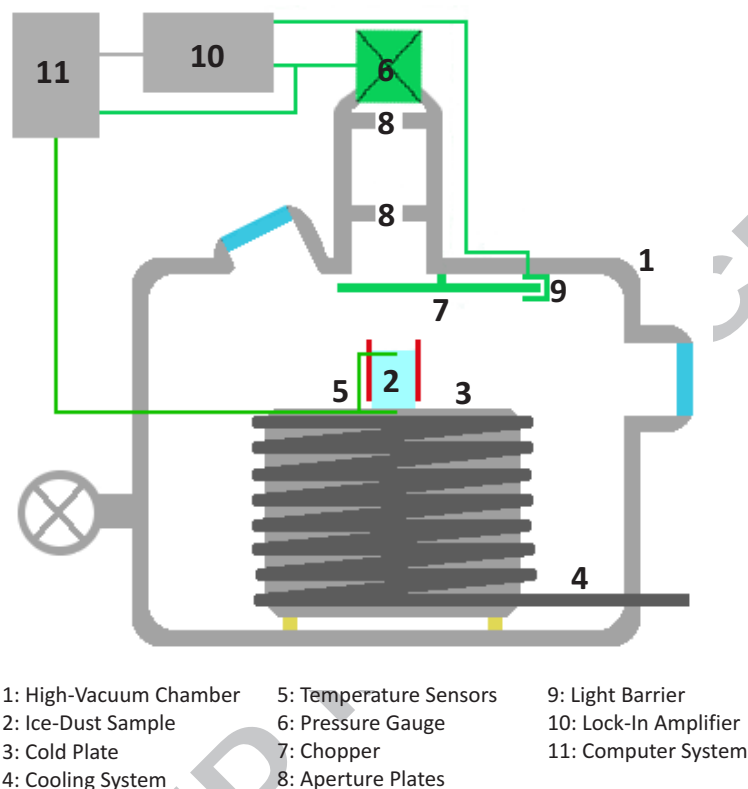 11
10
6
8
8
1
9
7
2
5
3
4
1: High-Vacuum Chamber
2: Ice-Dust Sample
3: Cold Plate
4: Cooling System
5: Temperature Sensors
6: Pressure Gauge
7: Chopper
8: Aperture Plates
9: Light Barrier
10: Lock-In Amplifier
11: Computer System